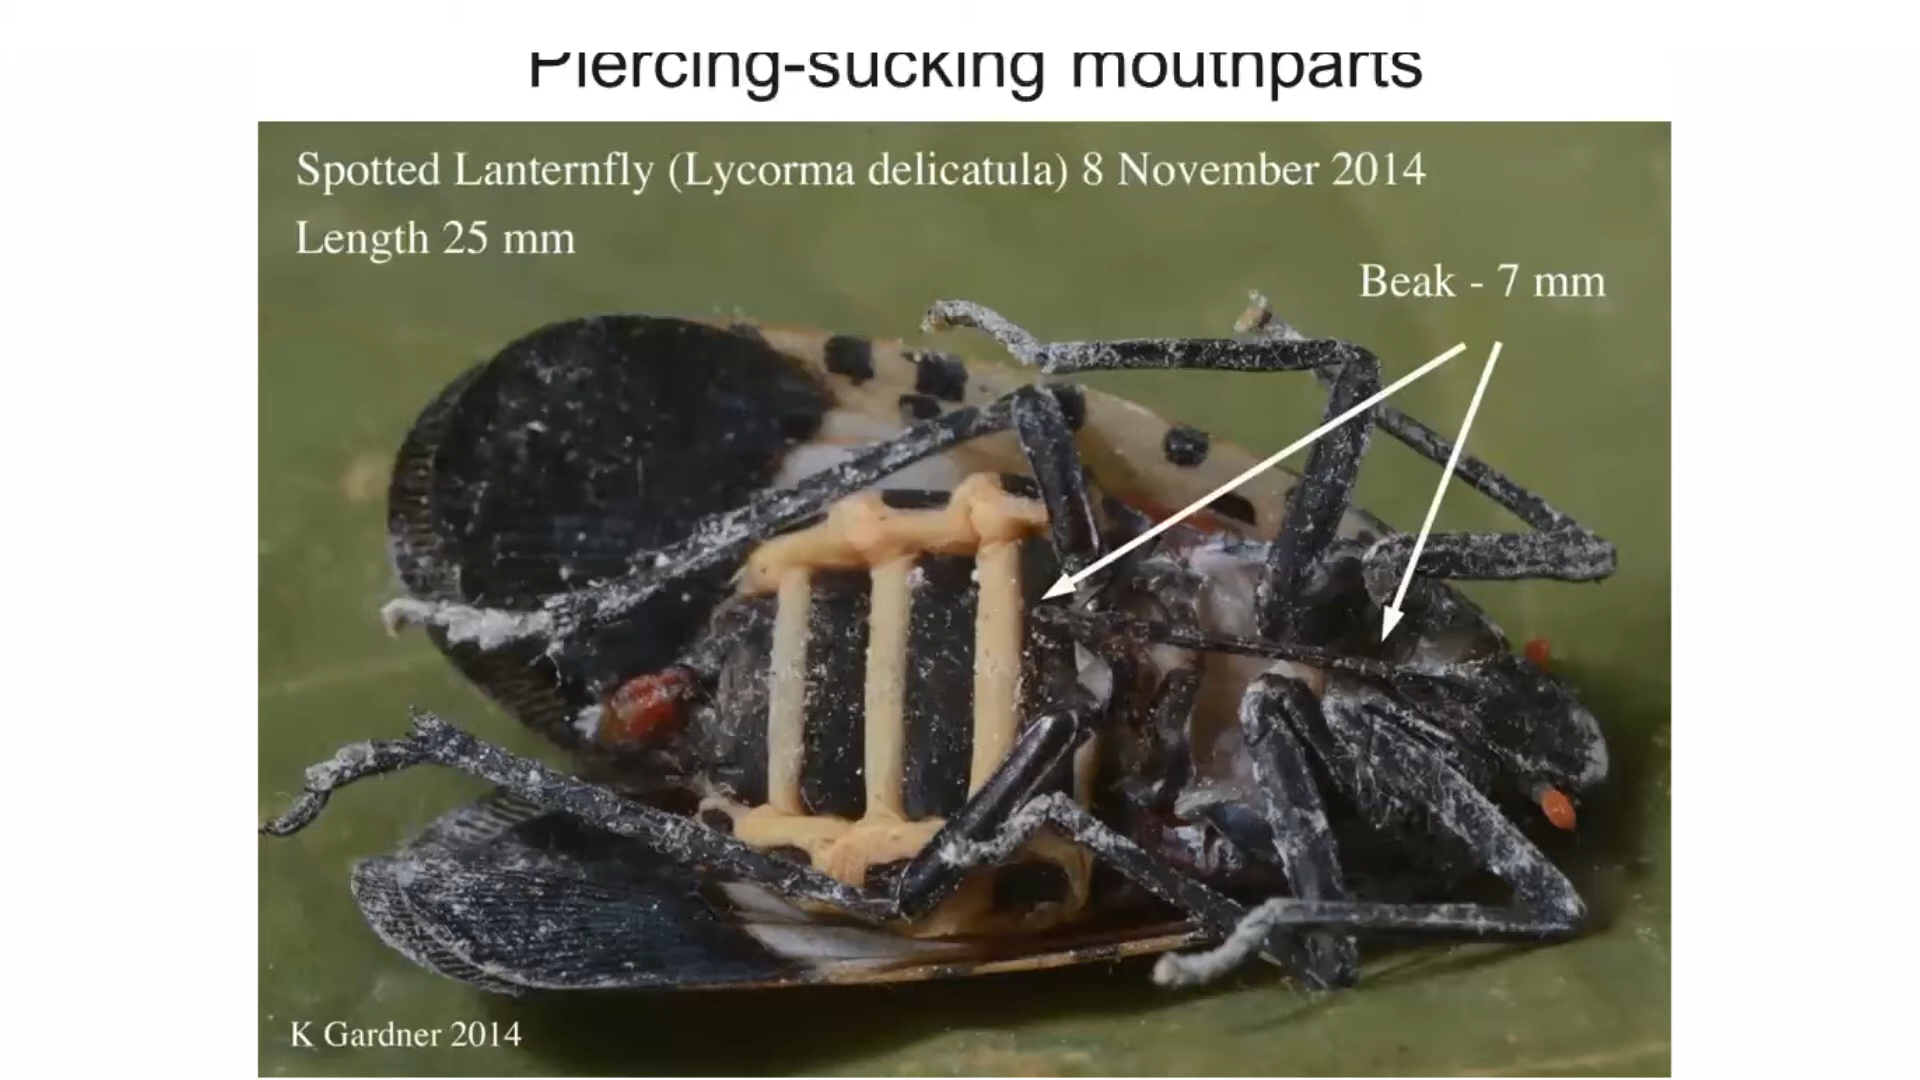 Piercing-sucking mouthparts
Spotted Lanternfly (Lycorma delicatula) 8 November 2014
Length 25 mm
Beak - 7 mm
K Gardner 2014